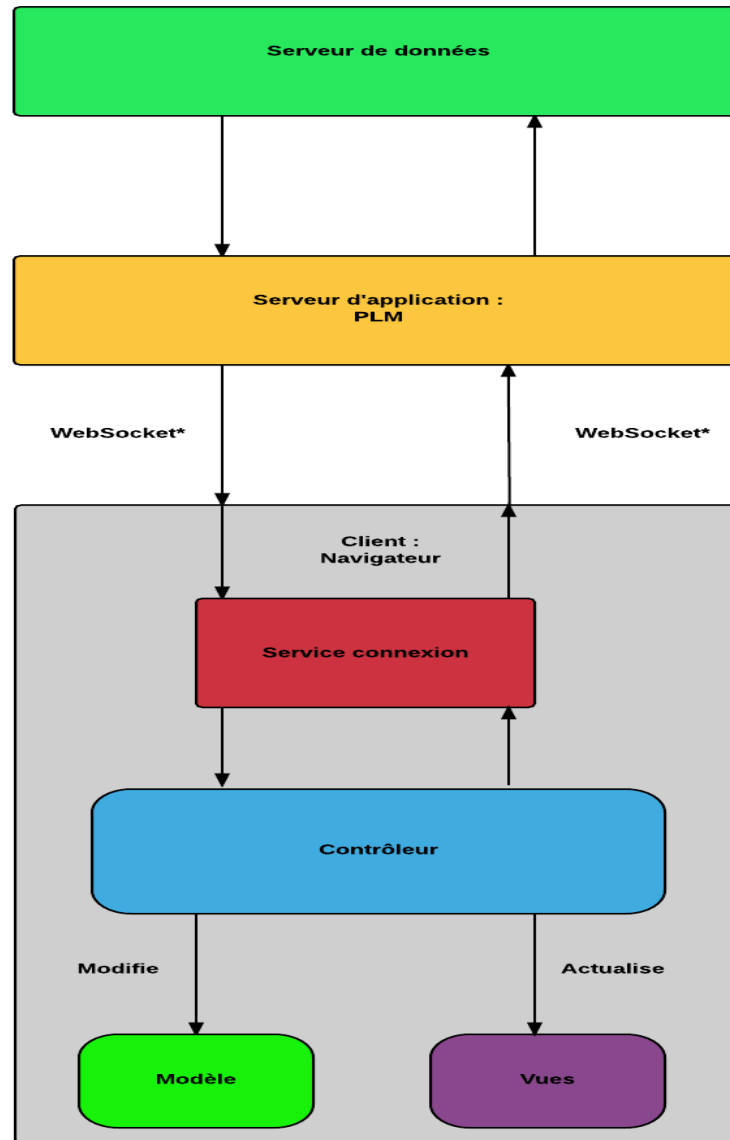 Serveur de données
Serveur d'application :
PLM
WebSocket*
WebSocket*
Client :
Navigateur
Service connexion
Contrôleur
Modifie
Actualise
Modèle
Vues